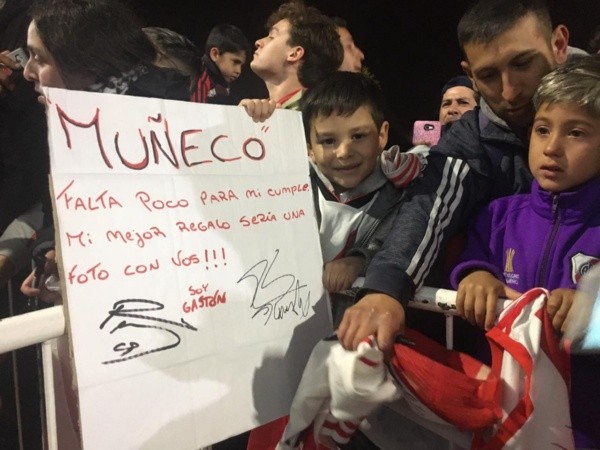 "MUÑECO"
FALTA POCO PARA MI CUMPLE
MI MEJOR REGALO SERÍA UNA
FOTO CON VOS!!!
SOY
GASTÓN